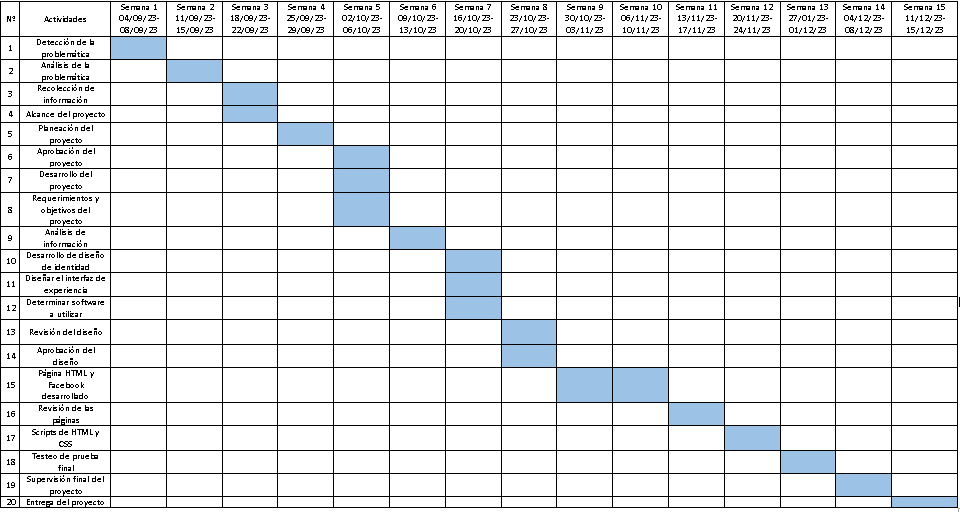 Nº
Actividades
Semana 1
04/09/23-
08/09/23
Semana 2
11/09/23-
15/09/23
Semana 3
18/09/23-
22/09/23
Semana 4
25/09/23-
29/09/23
Semana 5
02/10/23-
06/10/23
Semana 6
09/10/23-
13/10/23
Semana 7
16/10/23-
20/10/23
Semana 8
23/10/23-
27/10/23
Semana 9
30/10/23-
03/11/23
Semana 10
06/11/23-
10/11/23
Semana 11
13/11/23-
17/11/23
Semana 12
20/11/23-
24/11/23
Semana 13
27/01/23-
01/12/23
Semana 14
04/12/23-
08/12/23
Semana 15
11/12/23-
15/12/23
1
Detección de la
problemática
2
Análisis de la
problemática
3
Recolección de
información
4
Alcance del proyecto
5
Planeación del
proyecto
6
Aprobación del
proyecto
7
Desarrollo del
proyecto
8
Requerimientos y
objetivos del
proyecto
9
Análisis de
información
10
Desarrollo de diseño
de identidad
11
Diseñar el interfaz de
experiencia
12
Determinar software
a utilizar
13
Revisión del diseño
14
Aprobación del
diseño
15
Página HTML y
Facebook
desarrollado
16
Revisión de las
páginas
17
Scripts de HTML y
CSS
18
Testeo de prueba
final
19
Supervisión final del
proyecto
20
Entrega del proyecto